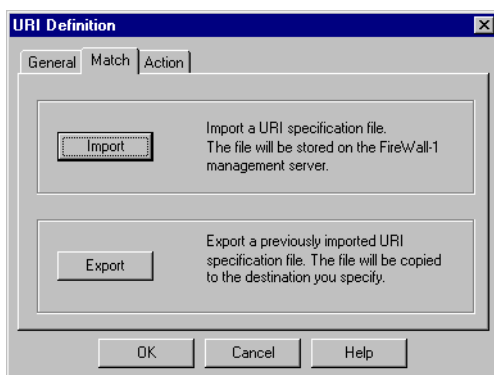 URI Definition
General Match Action
Import
Import a URI specification file.
The file will be stored on the FireWall-1
management server.
Export
Export a previously imported URI
specification file. The file will be copied
to the destination you specify.
OK Cancel Help